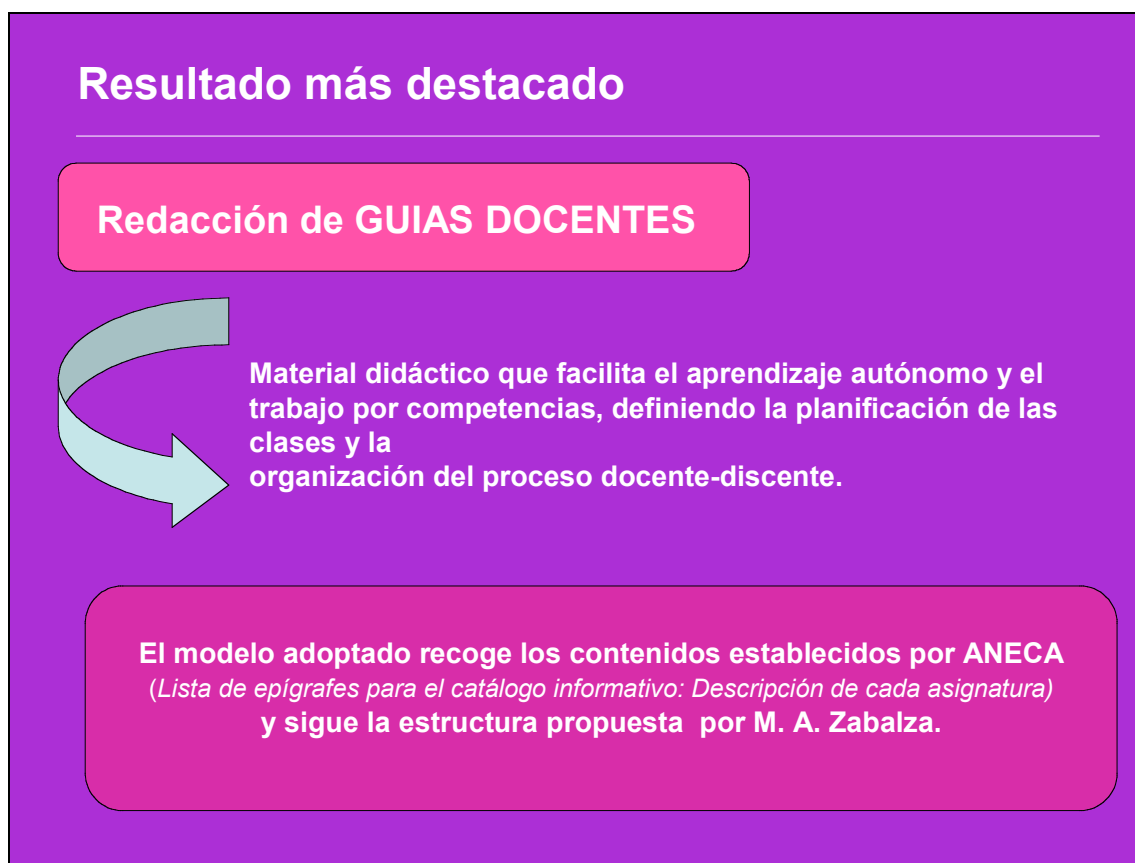 Resultado más destacado
Redacción de GUIAS DOCENTES
Material didáctico que facilita el aprendizaje autónomo y el
trabajo por competencias, definiendo la planificación de las
clases y la
organización del proceso docente-discente.
El modelo adoptado recoge los contenidos establecidos por ANECA
(Lista de epígrafes para el catálogo informativo: Descripción de cada asignatura)
y sigue la estructura propuesta por M. A. Zabalza.